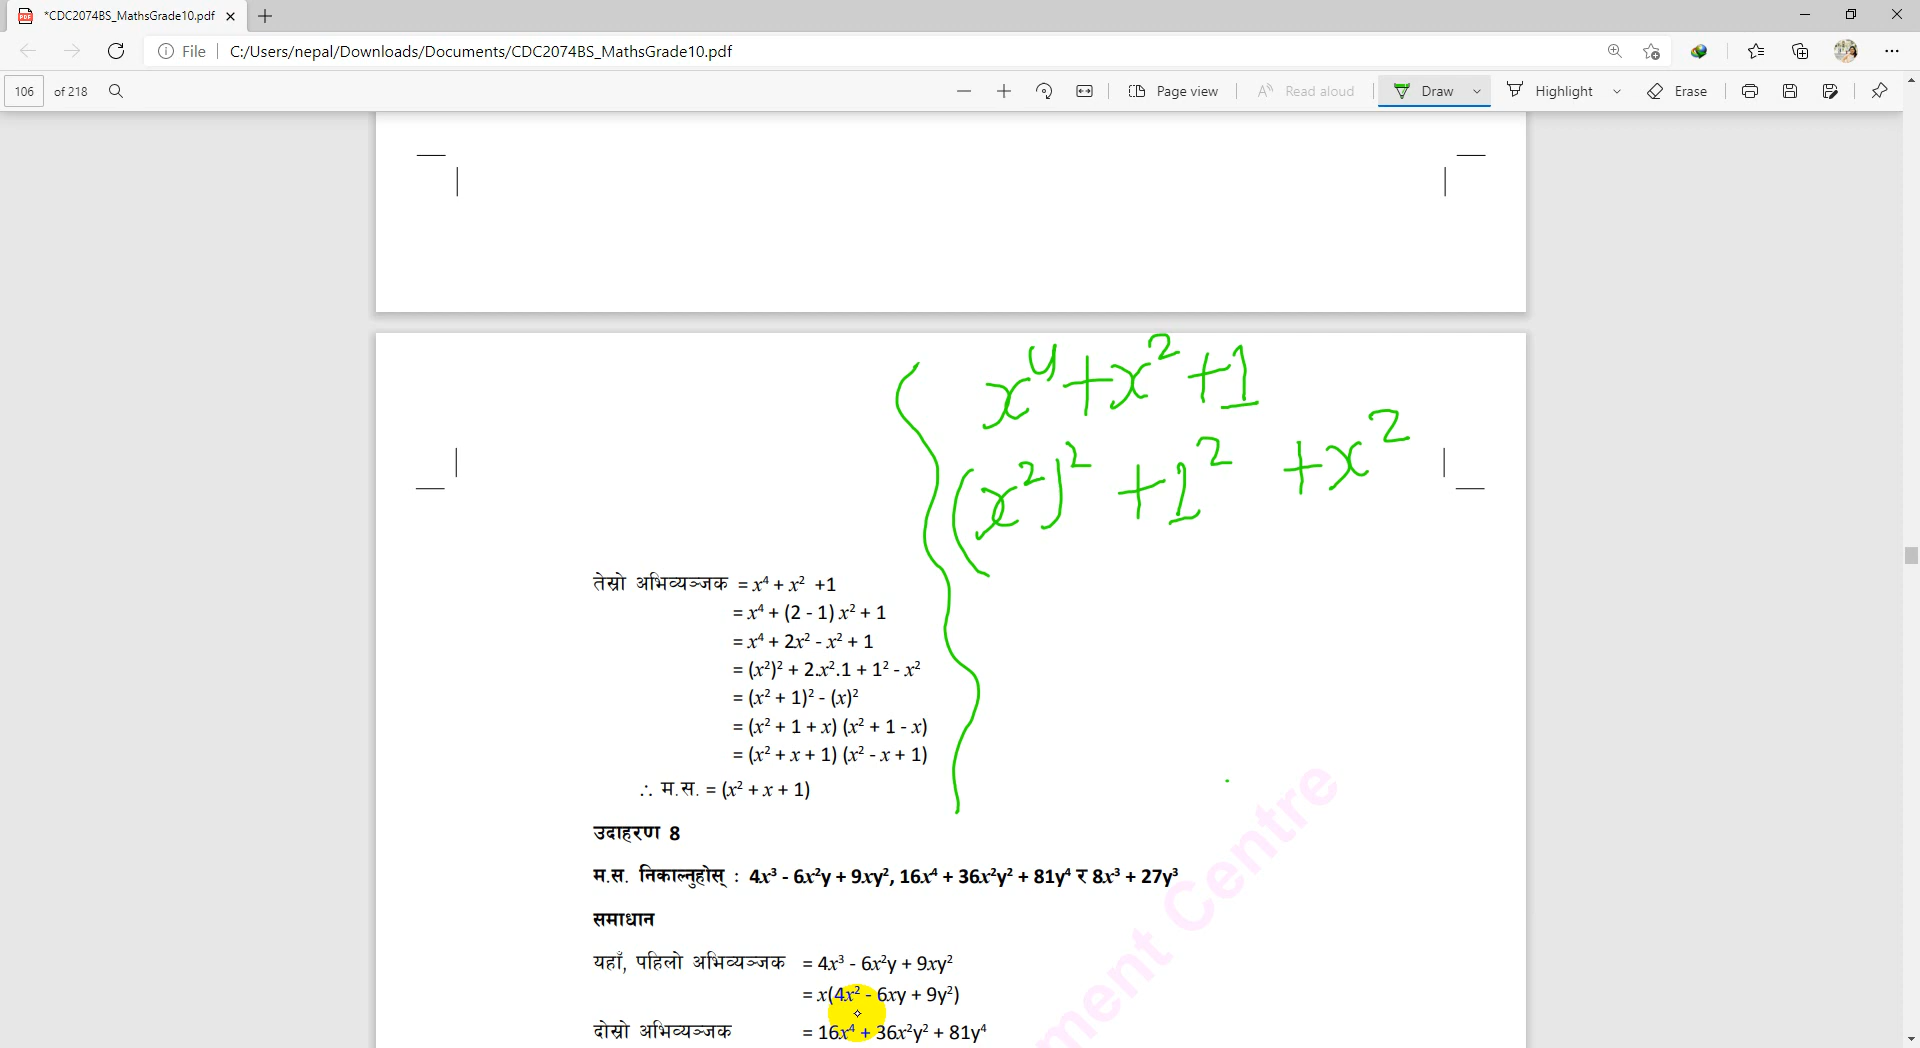 *CDC2074BS_MathsGrade10.pdf
File
C:/Users/nepal/Downloads/Documents/CDC2074BS_MathsGrade10.pdf
106 of 218
Page view
Read aloud
Draw
Highlight
Erase
x⁴ + x² + 1
(x²)² + 1² + x²
तेस्रो अभिव्यञ्जक = x⁴ + x² +1
= x⁴ + (2 - 1) x² + 1
= x⁴ + 2x² - x² + 1
= (x²)² + 2.x².1 + 1² - x²
= (x² + 1)² - (x)²
= (x² + 1 + x) (x² + 1 - x)
= (x² + x + 1) (x² - x + 1)
∴ म.स. = (x² + x + 1)
उदाहरण 8
म.स. निकाल्नुहोस् : 4x³ - 6x²y + 9xy², 16x⁴ + 36x²y² + 81y⁴ र 8x³ + 27y³
समाधान
यहाँ, पहिलो अभिव्यञ्जक = 4x³ - 6x²y + 9xy²
= x(4x² - 6xy + 9y²)
दोस्रो अभिव्यञ्जक = 16x⁴ + 36x²y² + 81y⁴
ment Centre